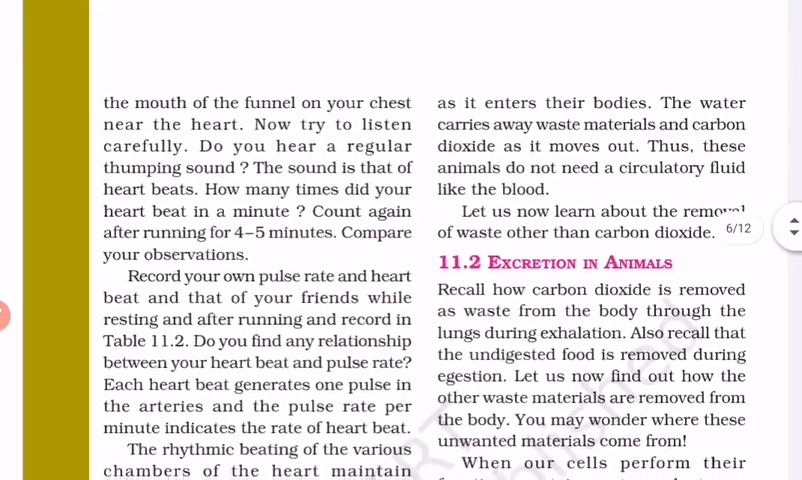 the mouth of the funnel on your chest
near the heart. Now try to listen
carefully. Do you hear a regular
thumping sound ? The sound is that of
heart beats. How many times did your
heart beat in a minute ? Count again
after running for 4–5 minutes. Compare
your observations.
Record your own pulse rate and heart
beat and that of your friends while
resting and after running and record in
Table 11.2. Do you find any relationship
between your heart beat and pulse rate?
Each heart beat generates one pulse in
the arteries and the pulse rate per
minute indicates the rate of heart beat.
The rhythmic beating of the various
chambers of the heart maintain
as it enters their bodies. The water
carries away waste materials and carbon
dioxide as it moves out. Thus, these
animals do not need a circulatory fluid
like the blood.
Let us now learn about the removal
of waste other than carbon dioxide.
6/12
11.2 EXCRETION IN ANIMALS
Recall how carbon dioxide is removed
as waste from the body through the
lungs during exhalation. Also recall that
the undigested food is removed during
egestion. Let us now find out how the
other waste materials are removed from
the body. You may wonder where these
unwanted materials come from!
When our cells perform their